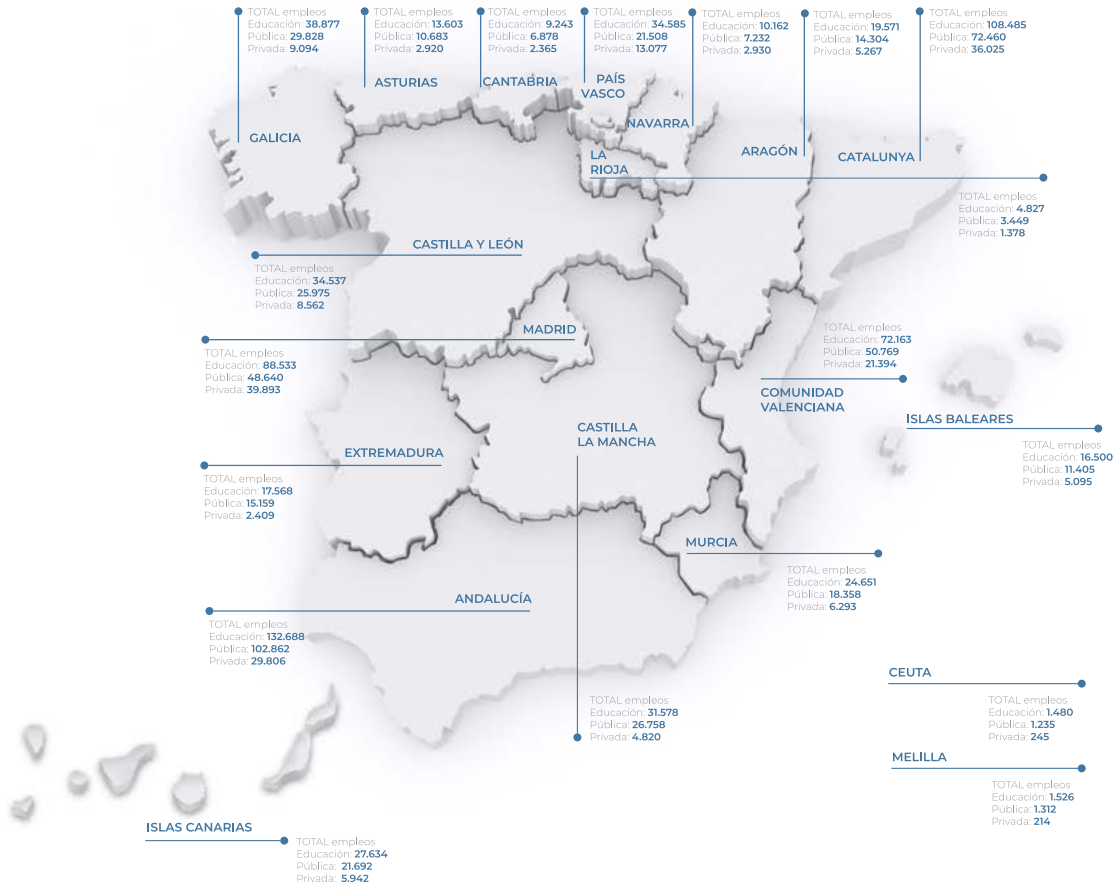 TOTAL empleos
Educación: 38.877
Pública: 29.828
Privada: 9.094
TOTAL empleos
Educación: 13.603
Pública: 10.683
Privada: 2.920
TOTAL empleos
Educación: 9.243
Pública: 6.878
Privada: 2.365
TOTAL empleos
Educación: 34.585
Pública: 21.508
Privada: 13.077
TOTAL empleos
Educación: 10.162
Pública: 7.232
Privada: 2.930
TOTAL empleos
Educación: 19.571
Pública: 14.304
Privada: 5.267
TOTAL empleos
Educación: 108.485
Pública: 72.460
Privada: 36.025
ASTURIAS
CANTABRIA
PAÍS
VASCO
NAVARRA
GALICIA
LA
RIOJA
ARAGÓN
CATALUNYA
TOTAL empleos
Educación: 4.827
Pública: 3.449
Privada: 1.378
CASTILLA Y LEÓN
TOTAL empleos
Educación: 34.537
Pública: 25.975
Privada: 8.562
MADRID
TOTAL empleos
Educación: 88.533
Pública: 48.640
Privada: 39.893
TOTAL empleos
Educación: 72.163
Pública: 50.769
Privada: 21.394
COMUNIDAD
VALENCIANA
ISLAS BALEARES
TOTAL empleos
Educación: 16.500
Pública: 11.405
Privada: 5.095
CASTILLA
LA MANCHA
EXTREMADURA
TOTAL empleos
Educación: 17.568
Pública: 15.159
Privada: 2.409
MURCIA
TOTAL empleos
Educación: 24.651
Pública: 18.358
Privada: 6.293
ANDALUCÍA
TOTAL empleos
Educación: 132.688
Pública: 102.862
Privada: 29.806
CEUTA
TOTAL empleos
Educación: 1.480
Pública: 1.235
Privada: 245
TOTAL empleos
Educación: 31.578
Pública: 26.758
Privada: 4.820
MELILLA
TOTAL empleos
Educación: 1.526
Pública: 1.312
Privada: 214
ISLAS CANARIAS
TOTAL empleos
Educación: 27.634
Pública: 21.692
Privada: 5.942